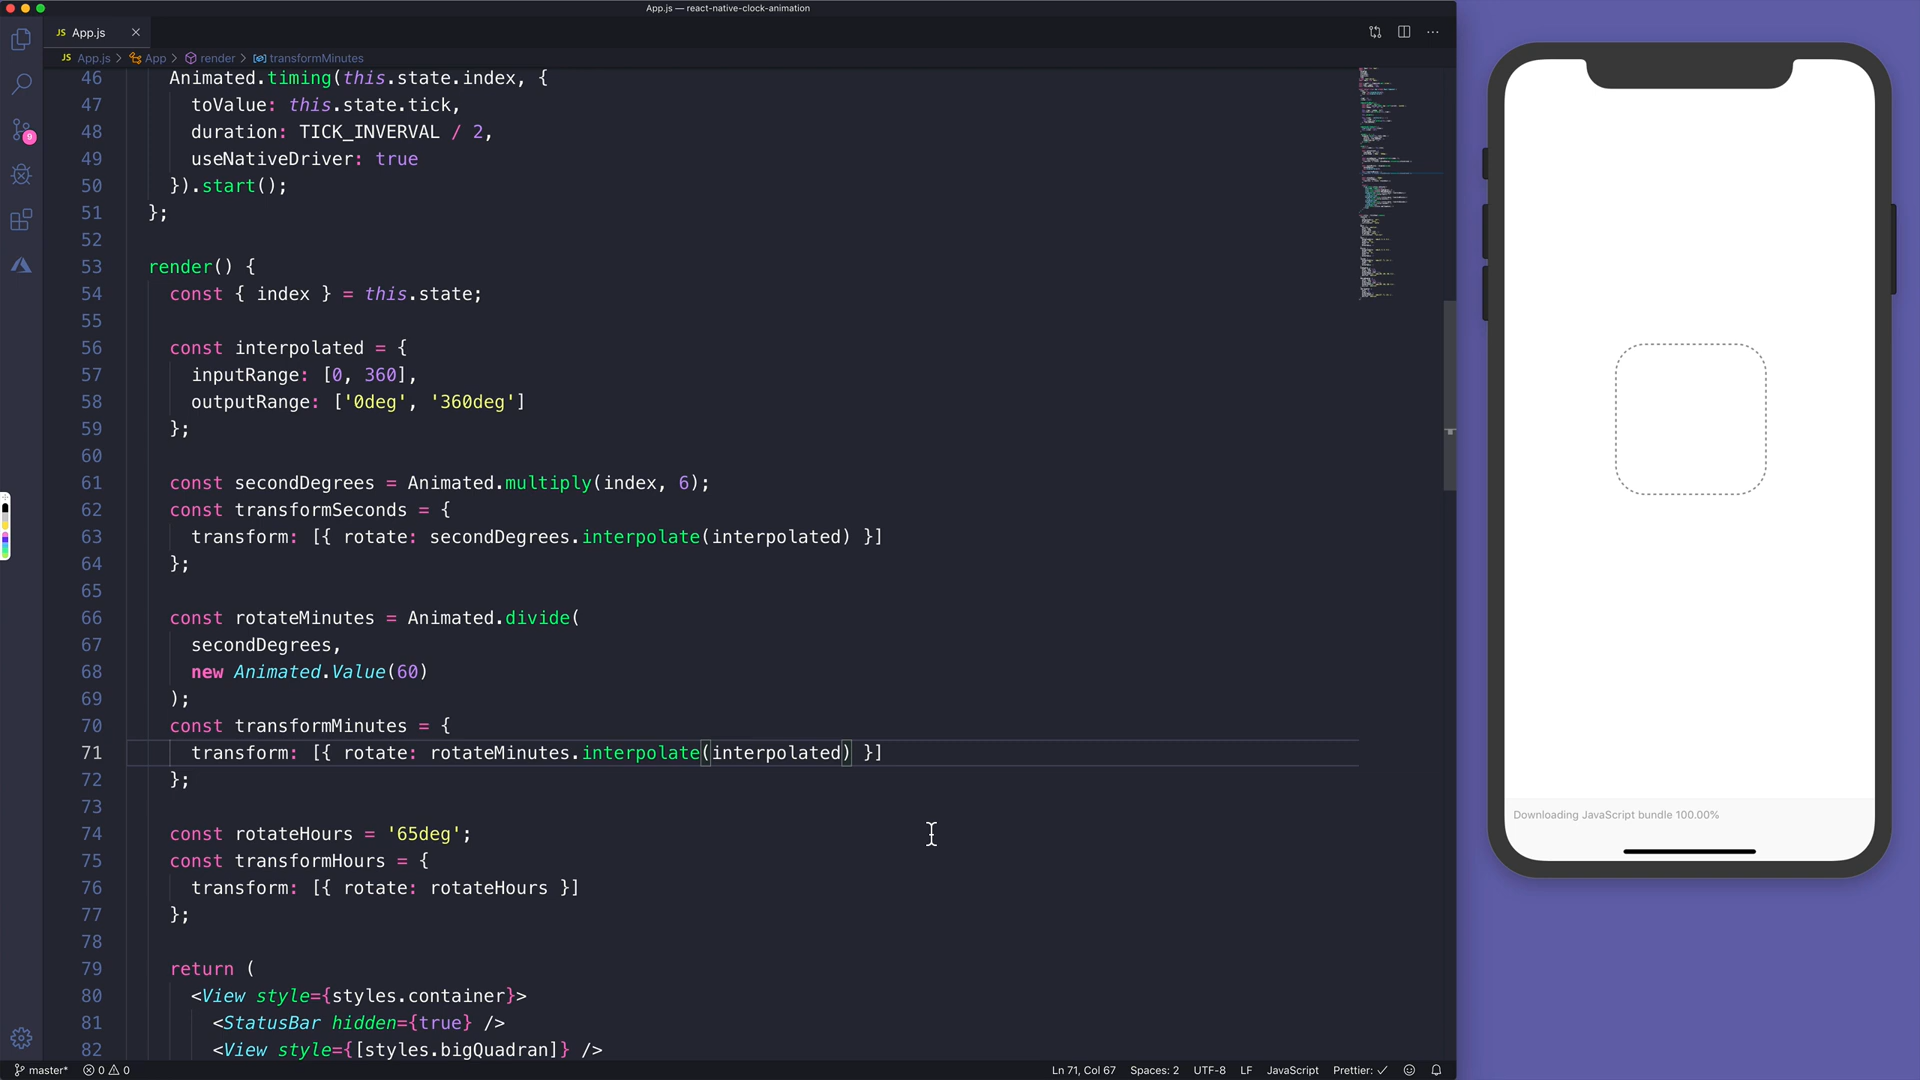 App.js — react-native-clock-animation
JS App.js
JS App.js > App > render > transformMinutes
46 Animated.timing(this.state.index, {
47 toValue: this.state.tick,
48 duration: TICK_INVERVAL / 2,
49 useNativeDriver: true
50 }).start();
51 };
52
53 render() {
54 const { index } = this.state;
55
56 const interpolated = {
57 inputRange: [0, 360],
58 outputRange: ['0deg', '360deg']
59 };
60
61 const secondDegrees = Animated.multiply(index, 6);
62 const transformSeconds = {
63 transform: [{ rotate: secondDegrees.interpolate(interpolated) }]
64 };
65
66 const rotateMinutes = Animated.divide(
67 secondDegrees,
68 new Animated.Value(60)
69 );
70 const transformMinutes = {
71 transform: [{ rotate: rotateMinutes.interpolate(interpolated) }]
72 };
73
74 const rotateHours = '65deg';
75 const transformHours = {
76 transform: [{ rotate: rotateHours }]
77 };
78
79 return (
80 <View style={styles.container}>
81 <StatusBar hidden={true} />
82 <View style={[styles.bigQuadran]} />
9
Downloading JavaScript bundle 100.00%
master* 0 0 Ln 71, Col 67 Spaces: 2 UTF-8 LF JavaScript Prettier: ✓